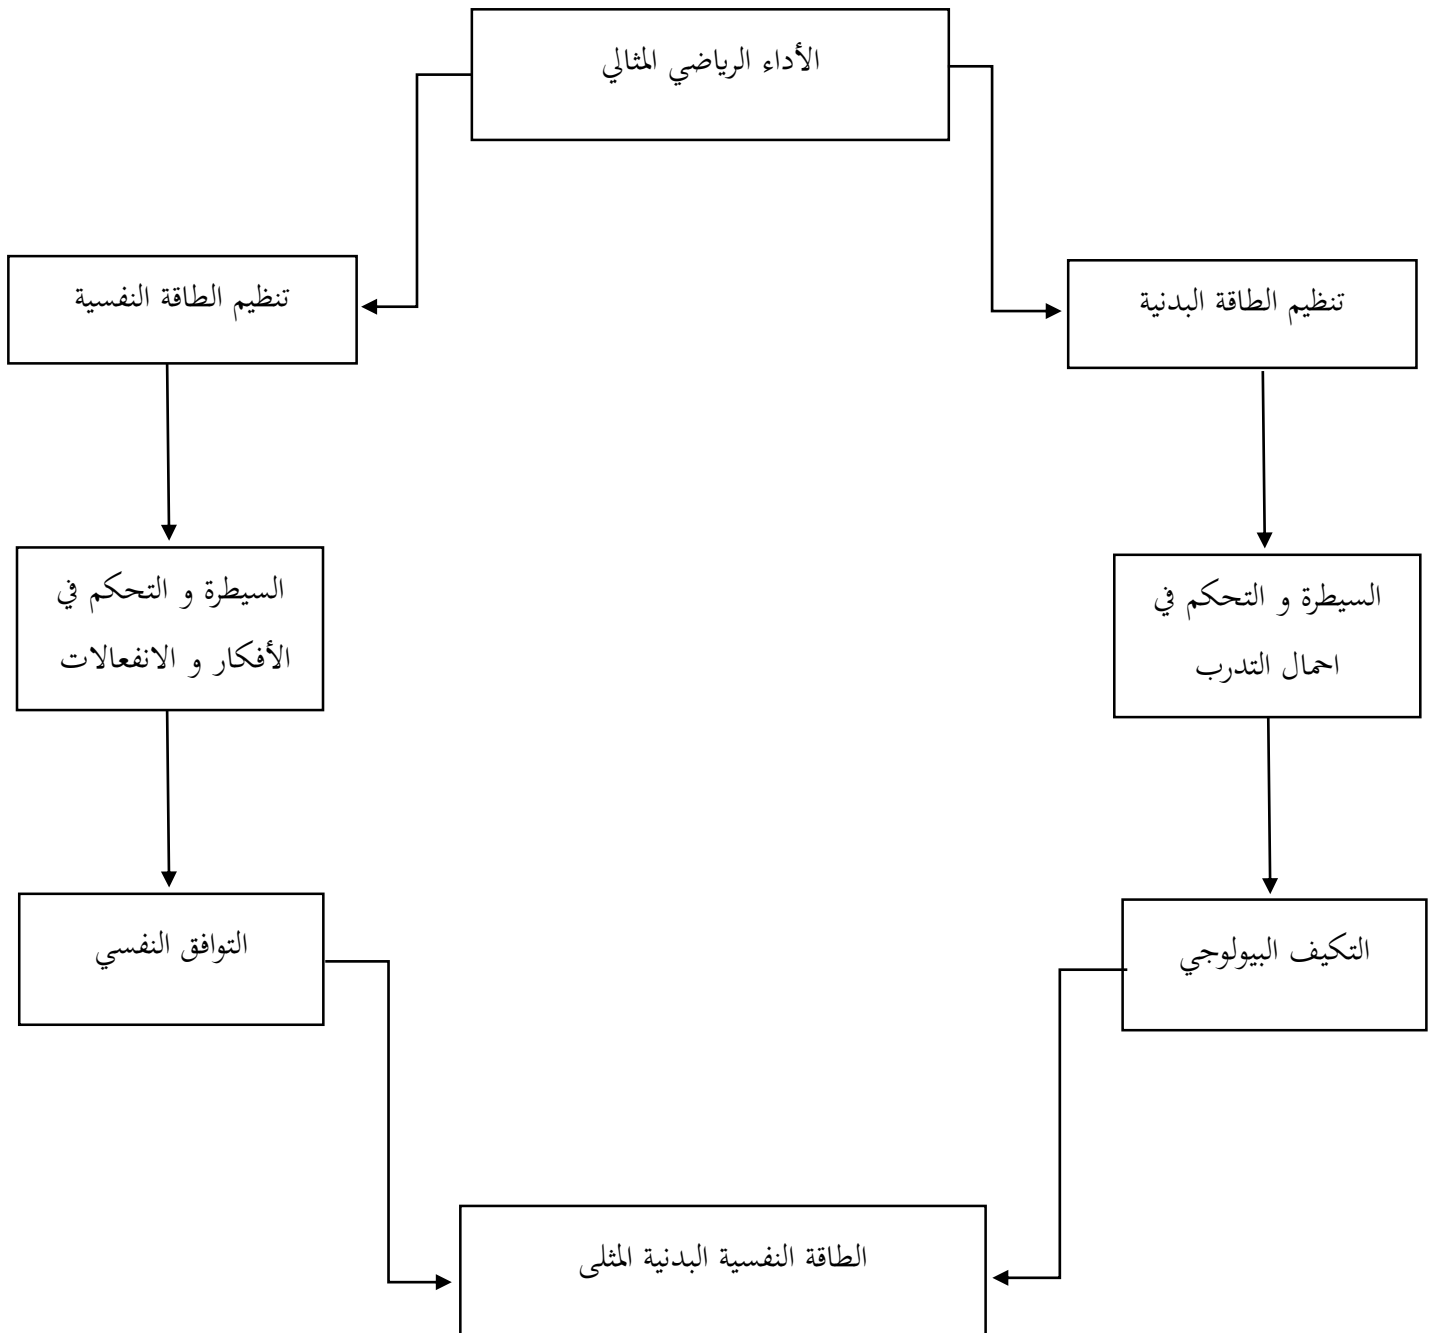 الأداء الرياضي المثالي
تنظيم الطاقة البدنية
تنظيم الطاقة النفسية
السيطرة و التحكم في
احمال التدرب
السيطرة و التحكم في
الأفكار و الانفعالات
التكيف البيولوجي
التوافق النفسي
الطاقة النفسية البدنية المثلى